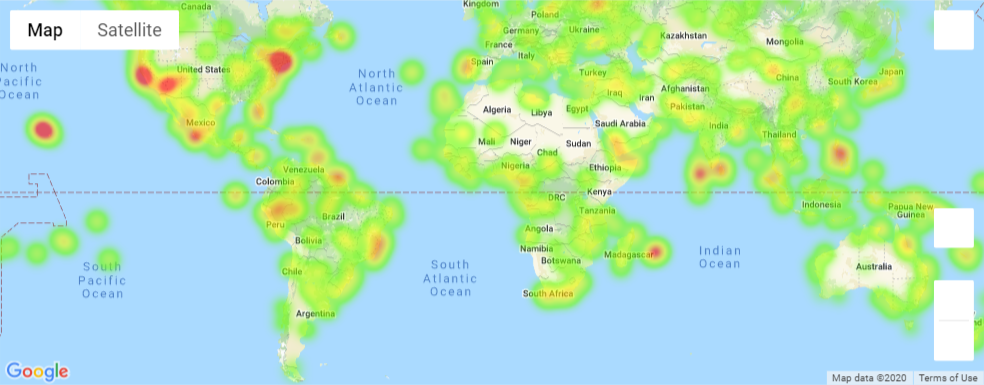 Map
Satellite
Canada
Kingdom
Poland
Germany
Ukraine
Kazakhstan
Mongolia
France
Italy
Spain
Turkey
China
Japan
South Korea
United States
North
Pacific
Ocean
North
Atlantic
Ocean
Algeria
Libya
Egypt
Iraq
Iran
Afghanistan
Pakistan
Saudi Arabia
India
Thailand
Mexico
Mali
Niger
Chad
Sudan
Nigeria
Ethiopia
Venezuela
Colombia
DRC
Kenya
Tanzania
Indonesia
Papua New
Guinea
Peru
Brazil
Bolivia
Angola
Namibia
Botswana
Madagascar
Indian
Ocean
Australia
South
Pacific
Ocean
Chile
South
Atlantic
Ocean
South Africa
Argentina
Google
Map data ©2020
Terms of Use